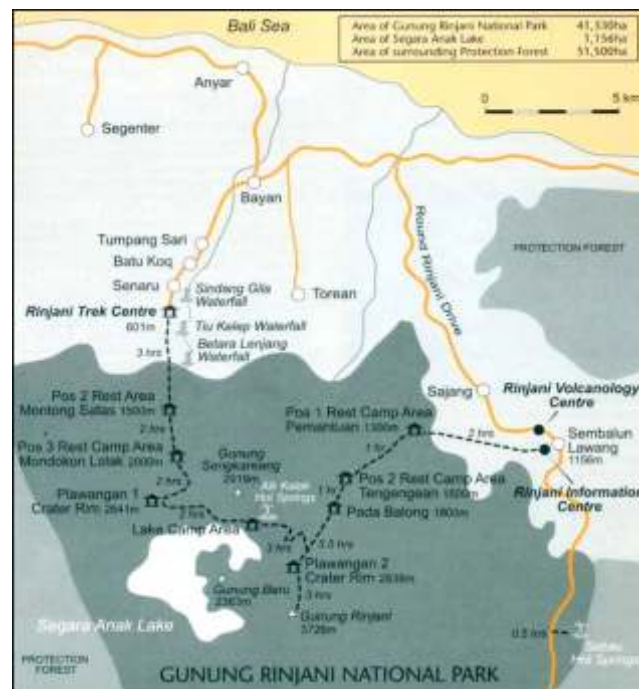 Bali Sea
Area of Gunung Rinjani National Park 41,330ha
Area of Segara Anak Lake 1,156ha
Area of surrounding Protection Forest 51,500ha
0 5 km
Anyar
Segenter
Bayan
Tumpang Sari
Batu Koq
Senaru
Sindang Gila
Waterfall
Torean
Round Rinjani Drive
PROTECTION FOREST
Rinjani Trek Centre
601m
Tiu Kelep Waterfall
Betara Lenjang
Waterfall
3 hrs
Sajang
Rinjani Volcanology
Centre
Pos 2 Rest Area
Montong Satas 1500m
Pos 1 Rest Camp Area
Pemantuan 1300m
2 hrs
Sembalun
Lawang
1156m
2 hrs
Pos 3 Rest Camp Area
Mondokon Lolak 2000m
Gunung
Sengkareang
2919m
1 hr
Pos 2 Rest Camp Area
Tengengean 1500m
Rinjani Information
Centre
2 hrs
Aik Kalak
Hot Springs
1 hr
Plawangan 1
Crater Rim 2641m
Pada Balong 1800m
2 hrs
Lake Camp Area
3 hrs
Plawangan 2
Crater Rim 2639m
Gunung Baru
2363m
3 hrs
Gunung Rinjani
3726m
Segara Anak Lake
0.5 hrs
Sebau
Hot Springs
PROTECTION
FOREST
GUNUNG RINJANI NATIONAL PARK